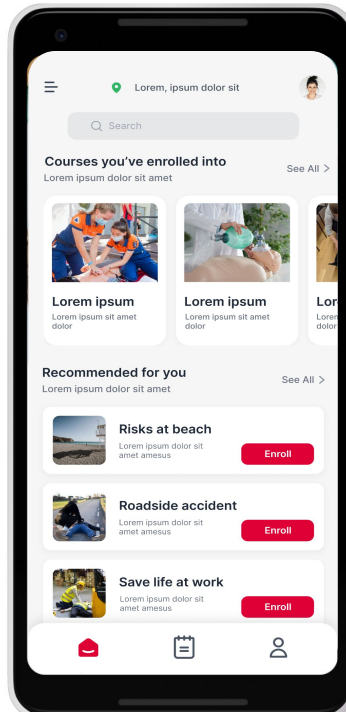 Lorem, ipsum dolor sit
Search
Courses you've enrolled into
See All >
Lorem ipsum dolor sit amet
Lorem ipsum
Lorem ipsum sit amet
dolor
Lorem ipsum
Lorem ipsum sit amet
dolor
Lor
Lorem
dolor
Recommended for you
See All >
Lorem ipsum dolor sit amet
Risks at beach
Lorem ipsum dolor sit
amet amesus
Enroll
Roadside accident
Lorem ipsum dolor sit
amet amesus
Enroll
Save life at work
Lorem ipsum dolor sit
amet amesus
Enroll